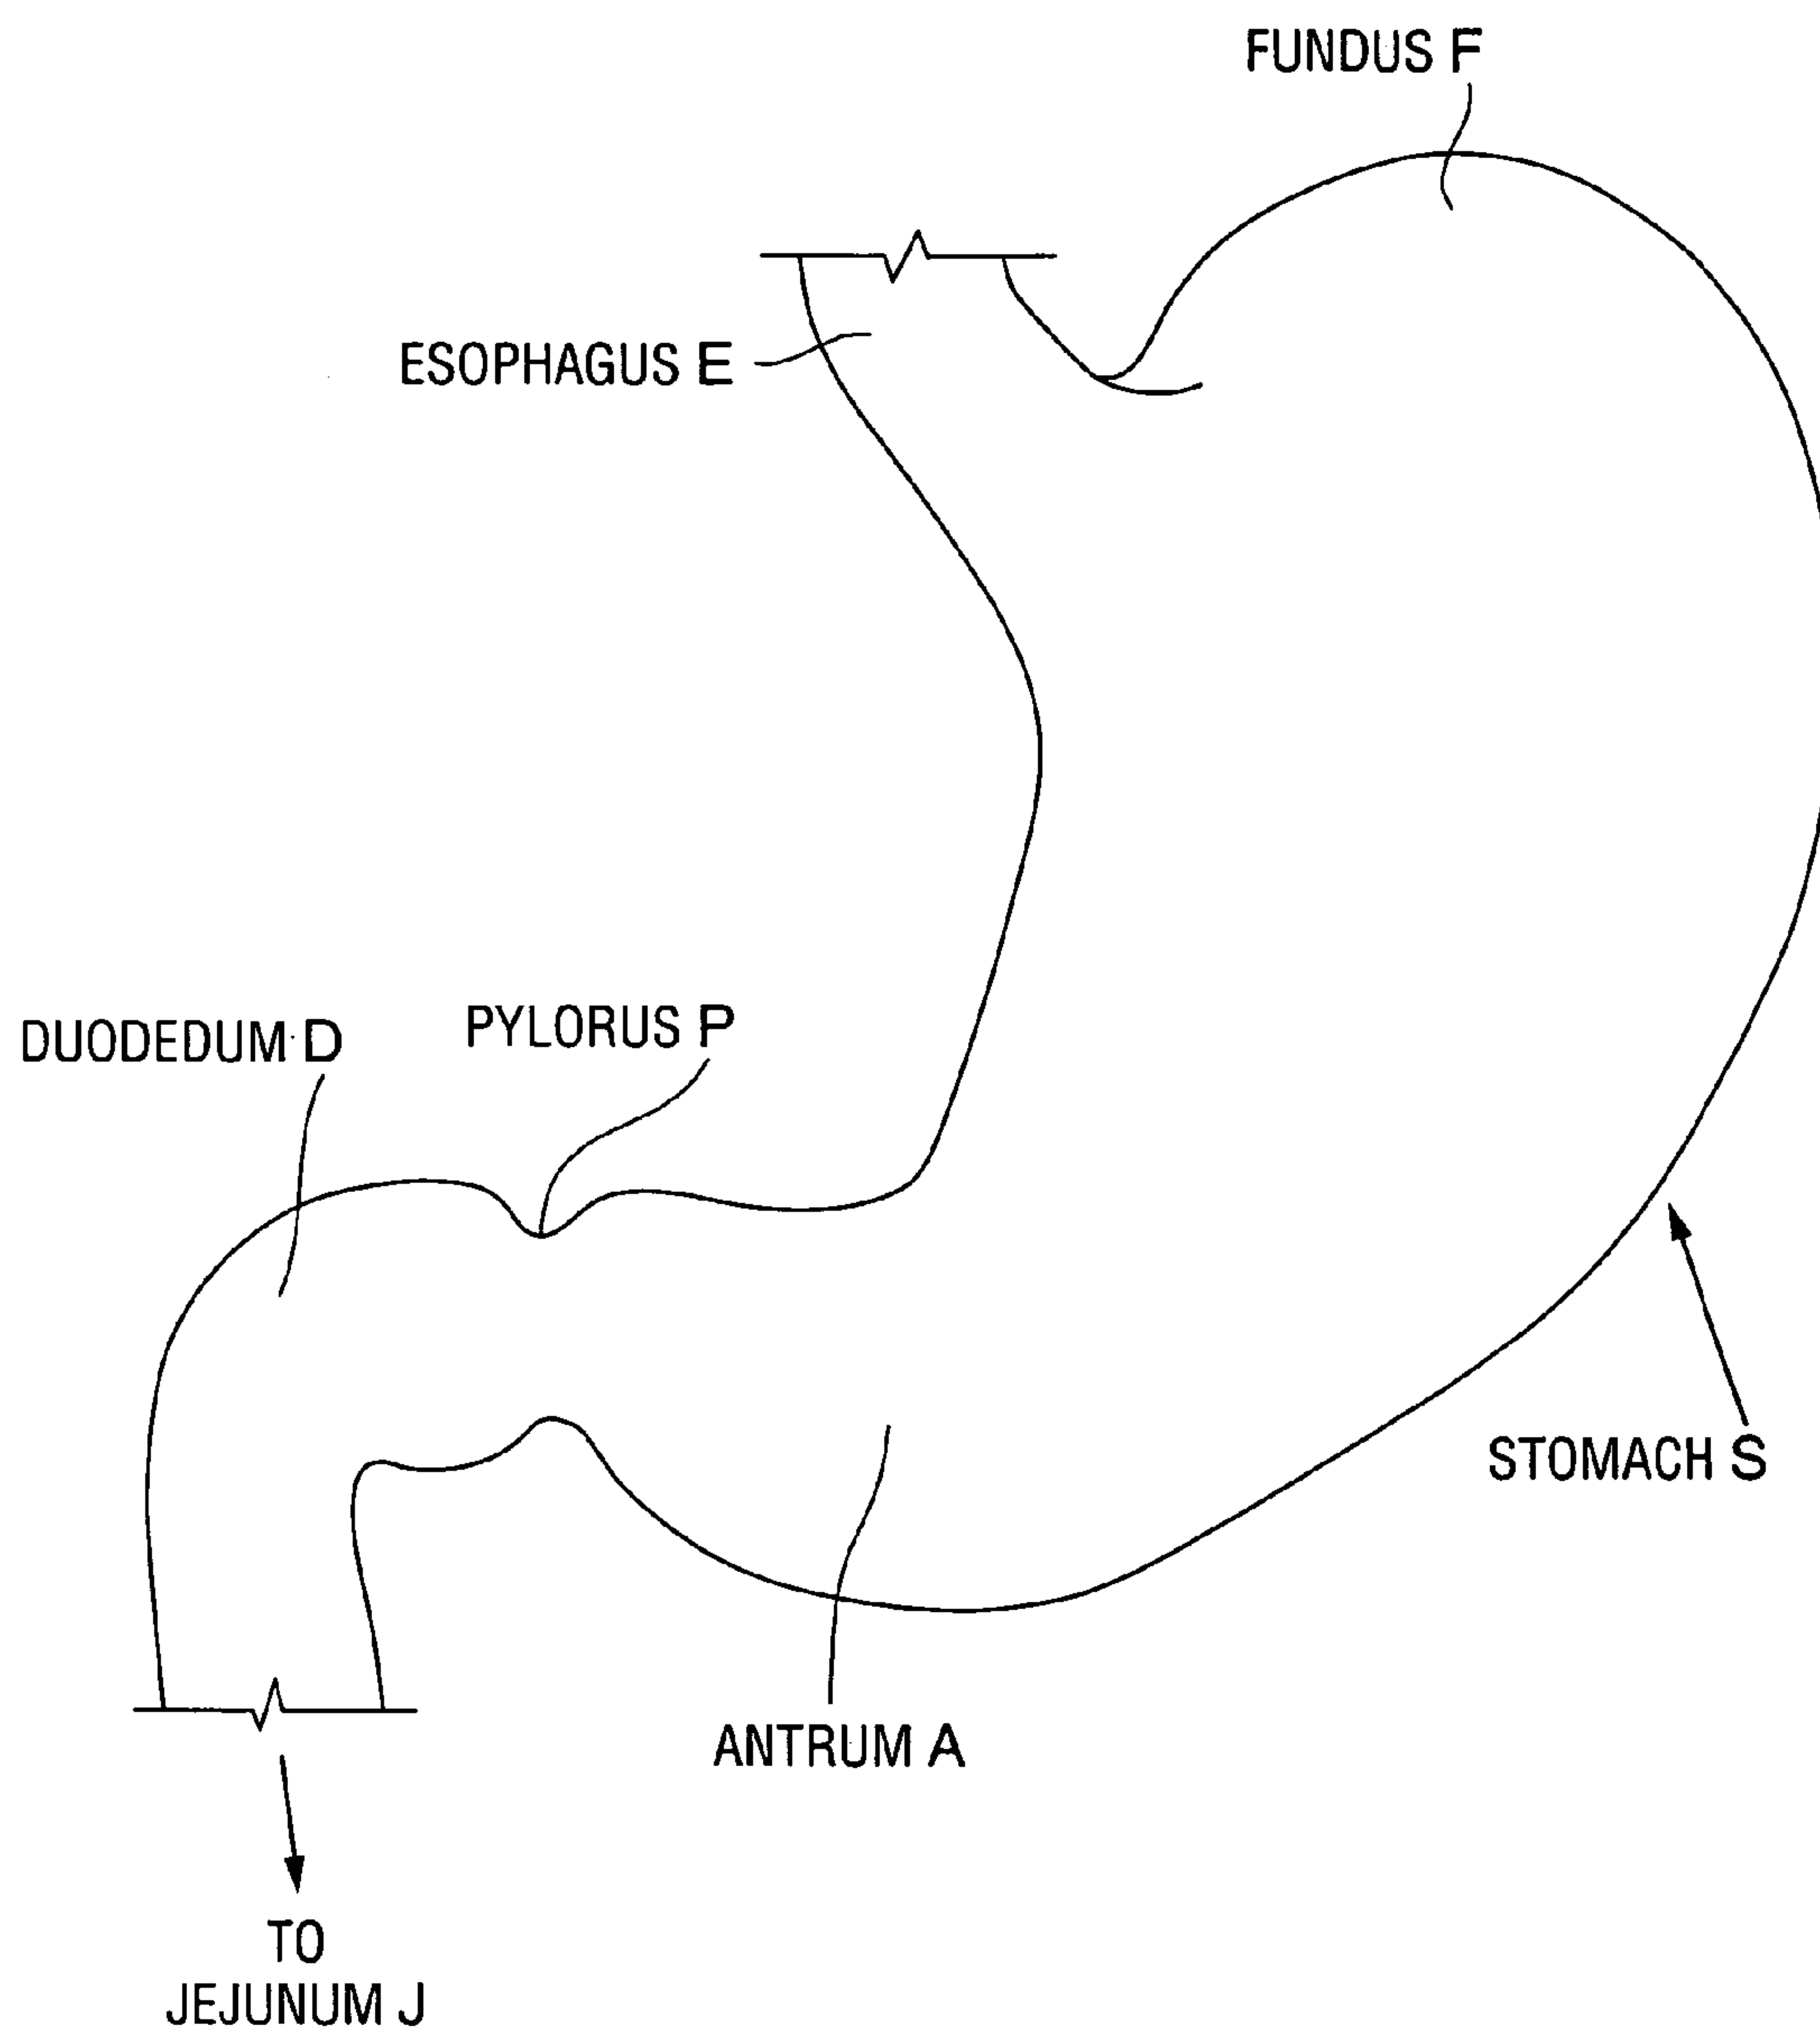 FUNDUS F
ESOPHAGUS E
DUODEDUM D
PYLORUS P
STOMACH S
ANTRUM A
TO
JEJUNUM J